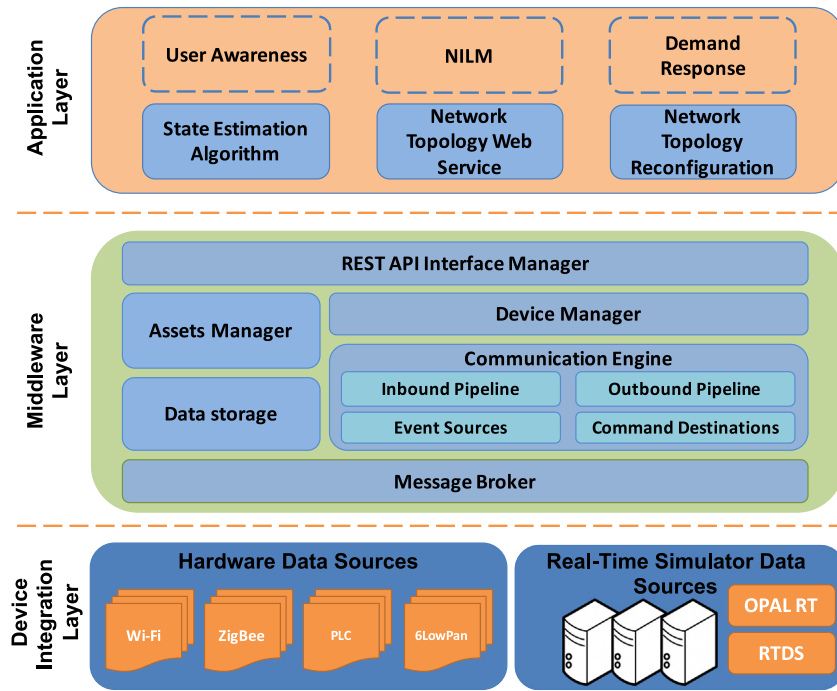 Application
Layer
User Awareness
NILM
Demand
Response
State Estimation
Algorithm
Network
Topology Web
Service
Network
Topology
Reconfiguration
Middleware
Layer
REST API Interface Manager
Assets Manager
Device Manager
Data storage
Communication Engine
Inbound Pipeline
Outbound Pipeline
Event Sources
Command Destinations
Message Broker
Device
Integration
Layer
Hardware Data Sources
Wi-Fi
ZigBee
PLC
6LowPan
Real-Time Simulator Data
Sources
OPAL RT
RTDS